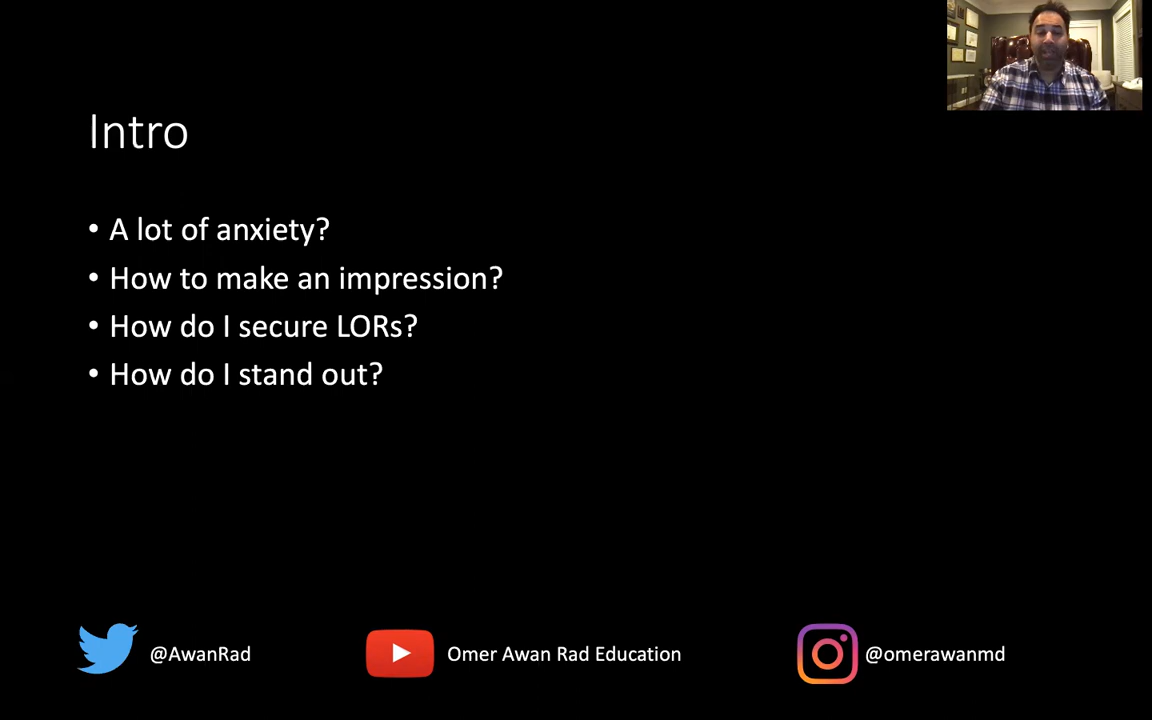 Intro
• A lot of anxiety?
• How to make an impression?
• How do I secure LORs?
• How do I stand out?
@AwanRad
Omer Awan Rad Education
@omerawanmd